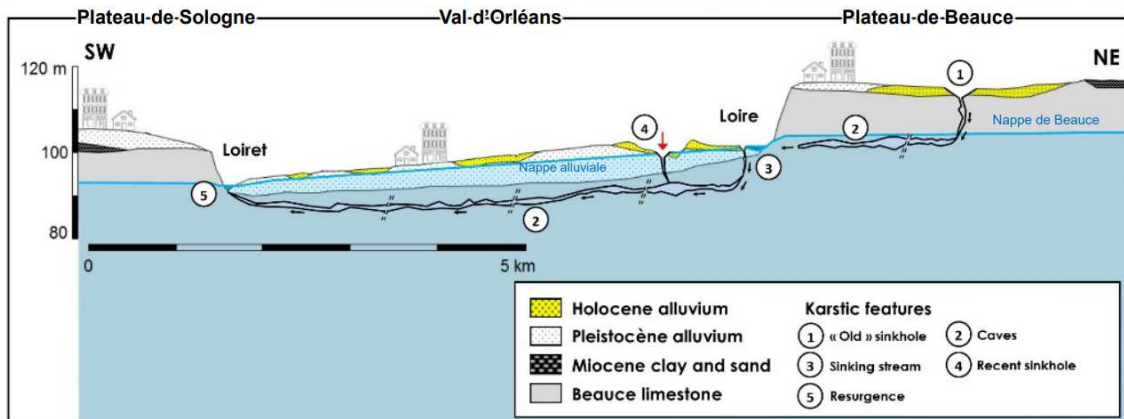 Plateau-de-Sologne
Val-d'Orléans
Plateau-de-Beauce
SW
NE
120 m
100
80
Loiret
Loire
Nappe alluviale
Nappe de Beauce
1
2
4
3
5
2
0
5 km
Holocene alluvium
Pleistocène alluvium
Miocene clay and sand
Beauce limestone
Karstic features
1 « Old » sinkhole
2 Caves
3 Sinking stream
4 Recent sinkhole
5 Resurgence